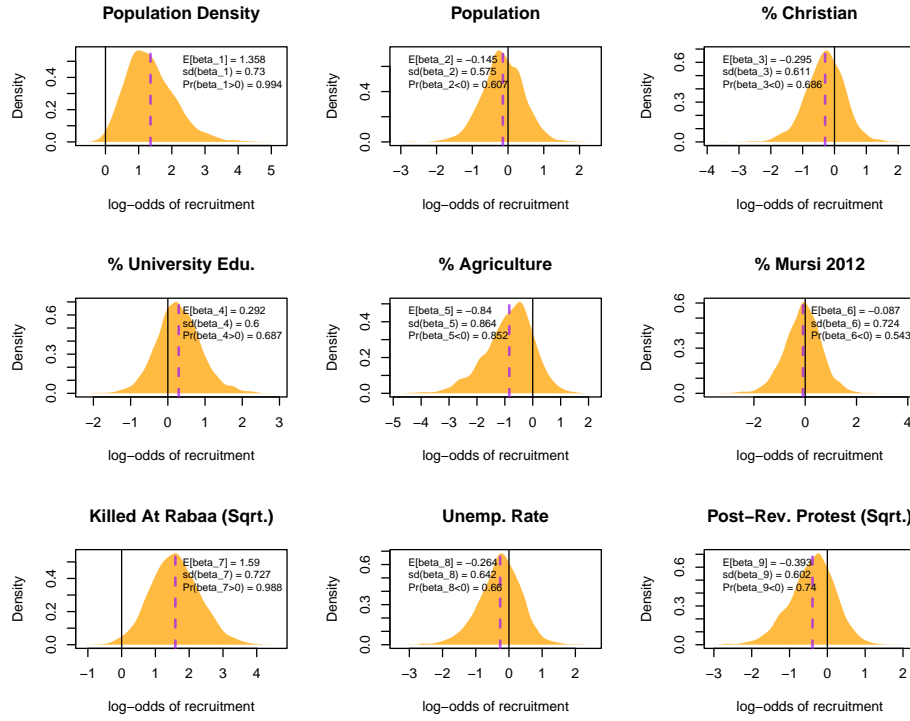 Population Density
E[beta_1] = 1.358
sd(beta_1) = 0.73
Pr(beta_1>0) = 0.994
Density
0.0
0.4
0 1 2 3 4 5
log−odds of recruitment
Population
E[beta_2] = −0.145
sd(beta_2) = 0.575
Pr(beta_2<0) = 0.607
Density
0.0
0.4
−3 −2 −1 0 1 2
log−odds of recruitment
% Christian
E[beta_3] = −0.295
sd(beta_3) = 0.611
Pr(beta_3<0) = 0.686
Density
0.0
0.3
0.6
−4 −3 −2 −1 0 1 2
log−odds of recruitment
% University Edu.
E[beta_4] = 0.292
sd(beta_4) = 0.6
Pr(beta_4>0) = 0.687
Density
0.0
0.3
0.6
−2 −1 0 1 2 3
log−odds of recruitment
% Agriculture
E[beta_5] = −0.84
sd(beta_5) = 0.864
Pr(beta_5<0) = 0.852
Density
0.0
0.2
0.4
−5 −4 −3 −2 −1 0 1 2
log−odds of recruitment
% Mursi 2012
E[beta_6] = −0.087
sd(beta_6) = 0.724
Pr(beta_6<0) = 0.543
Density
0.0
0.3
0.6
−2 0 2 4
log−odds of recruitment
Killed At Rabaa (Sqrt.)
E[beta_7] = 1.59
sd(beta_7) = 0.727
Pr(beta_7>0) = 0.988
Density
0.0
0.4
−1 0 1 2 3 4
log−odds of recruitment
Unemp. Rate
E[beta_8] = −0.264
sd(beta_8) = 0.642
Pr(beta_8<0) = 0.66
Density
0.0
0.3
0.6
−3 −2 −1 0 1 2
log−odds of recruitment
Post−Rev. Protest (Sqrt.)
E[beta_9] = −0.393
sd(beta_9) = 0.602
Pr(beta_9<0) = 0.74
Density
0.0
0.3
0.6
−3 −2 −1 0 1 2
log−odds of recruitment